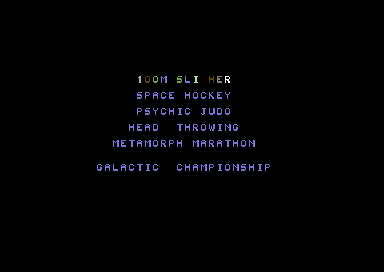 100M SLI HER
SPACE HOCKEY
PSYCHIC JUDO
HEAD THROWING
METAMORPH MARATHON
GALACTIC CHAMPIONSHIP